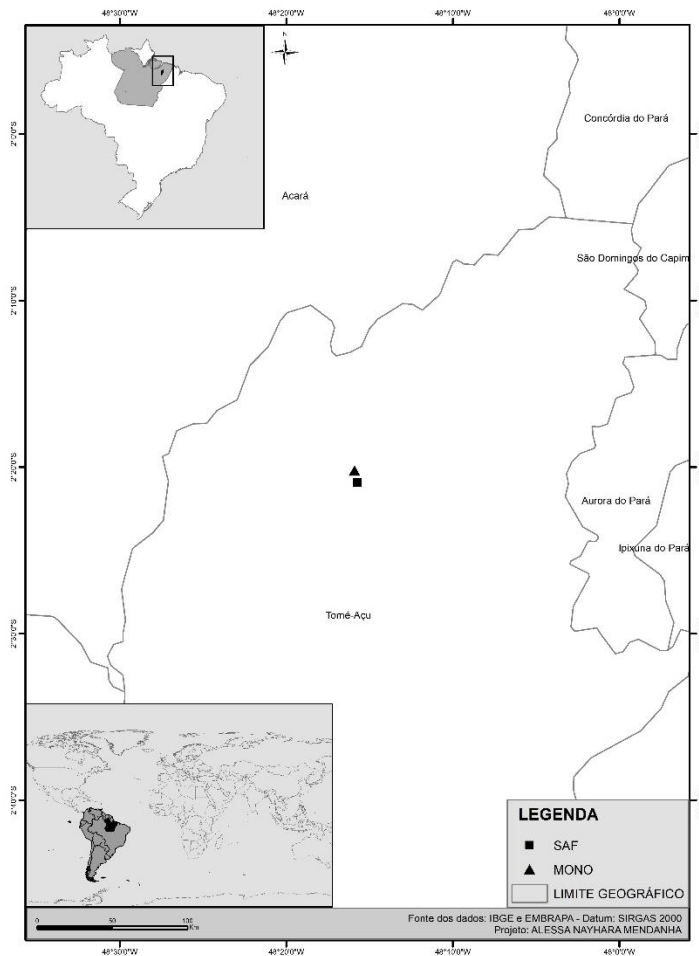 48°30'0"W 48°20'0"W 48°10'0"W 48°0'0"W
N
Concórdia do Pará
2°0'0"S
Acará
São Domingos do Capim
2°10'0"S
2°20'0"S
Aurora do Pará
Ipixuna do Pará
Tomé-Açu
2°30'0"S
2°40'0"S
LEGENDA
SAF
MONO
LIMITE GEOGRÁFICO
0 50 100
Km
Fonte dos dados: IBGE e EMBRAPA - Datum: SIRGAS 2000
Projeto: ALESSA NAYHARA MENDANHA
48°30'0"W 48°20'0"W 48°10'0"W 48°0'0"W